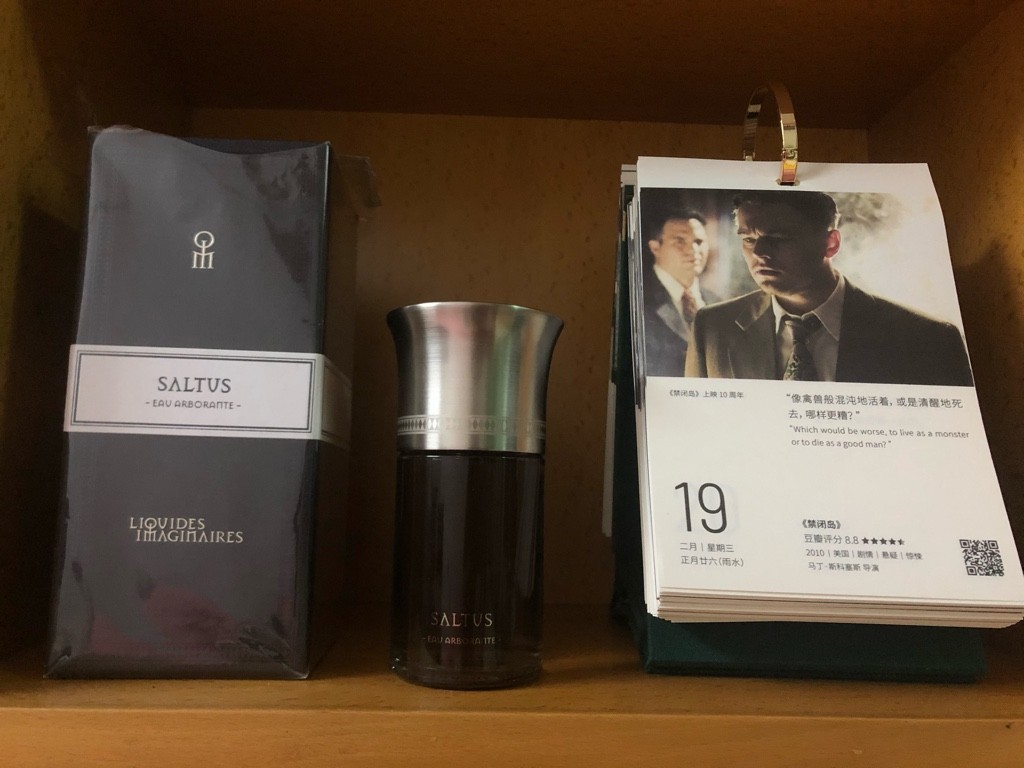 SALTUS
- EAU ARBORANTE -
LIQUIDES
IMAGINAIRES
SALTUS
- EAU ARBORANTE -
《禁闭岛》上映 10 周年
“像禽兽般混沌地活着，或是清醒地死
去，哪样更糟？”
"Which would be worse, to live as a monster
or to die as a good man?"
19
二月｜星期三
正月廿六(雨水)
《禁闭岛》
豆瓣评分 8.8 ★★★★⯨
2010｜美国｜剧情｜悬疑｜惊悚
马丁·斯科塞斯 导演